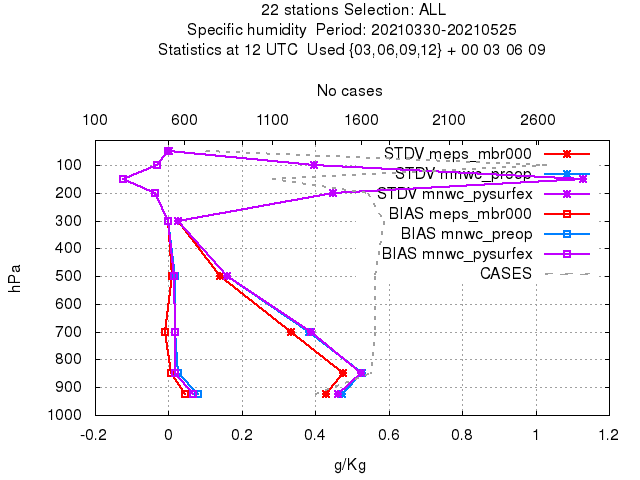 22 stations Selection: ALL
Specific humidity  Period: 20210330-20210525
Statistics at 12 UTC  Used {03,06,09,12} + 00 03 06 09
No cases
100 600 1100 1600 2100 2600
STDV meps_mbr000
STDV mnwc_preop
STDV mnwc_pysurfex
BIAS meps_mbr000
BIAS mnwc_preop
BIAS mnwc_pysurfex
CASES
hPa
100
200
300
400
500
600
700
800
900
1000
-0.2 0 0.2 0.4 0.6 0.8 1 1.2
g/Kg